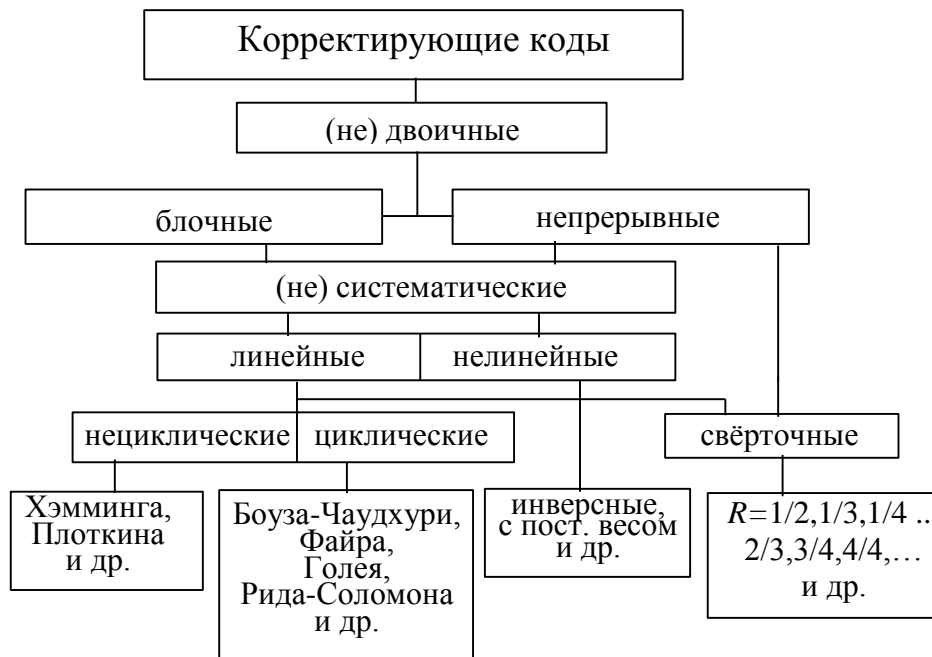 Корректирующие коды
(не) двоичные
блочные
непрерывные
(не) систематические
линейные
нелинейные
нециклические
циклические
свёрточные
Хэмминга,
Плоткина
и др.
Боуза-Чаудхури,
Файра,
Голея,
Рида-Соломона
и др.
инверсные,
с пост. весом
и др.
R=1/2,1/3,1/4 ..
2/3,3/4,4/4,…
и др.